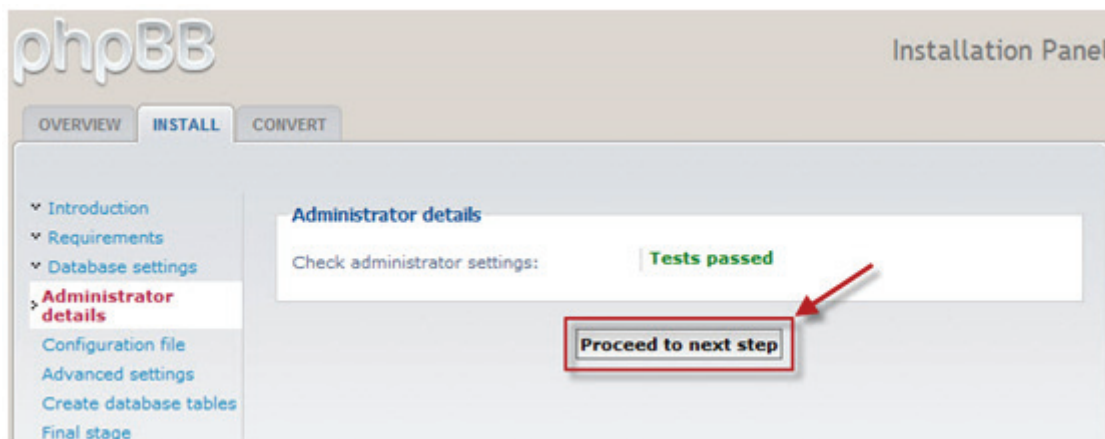 phpBB
Installation Panel
OVERVIEW
INSTALL
CONVERT
Introduction
Requirements
Database settings
Administrator
details
Configuration file
Advanced settings
Create database tables
Final stage
Administrator details
Check administrator settings:
Tests passed
Proceed to next step